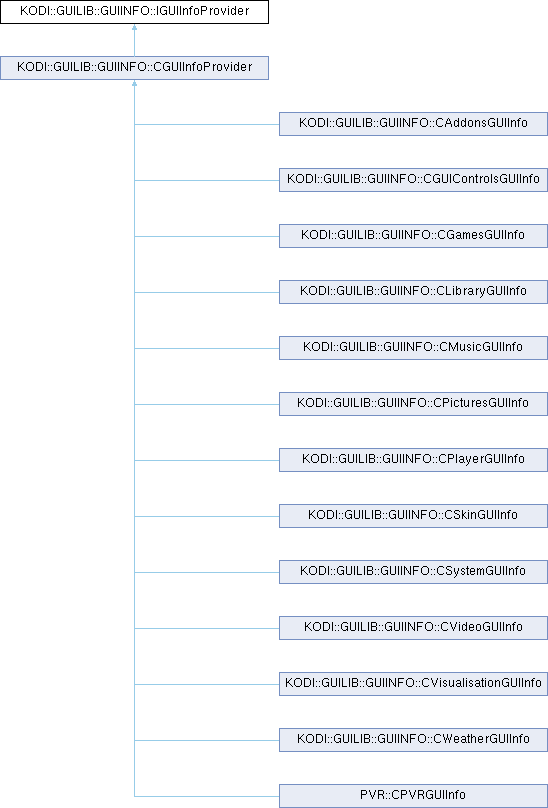 KODI::GUILIB::GUIINFO::IGUIInfoProvider
KODI::GUILIB::GUIINFO::CGUIInfoProvider
KODI::GUILIB::GUIINFO::CAddonsGUIInfo
KODI::GUILIB::GUIINFO::CGUIControlsGUIInfo
KODI::GUILIB::GUIINFO::CGamesGUIInfo
KODI::GUILIB::GUIINFO::CLibraryGUIInfo
KODI::GUILIB::GUIINFO::CMusicGUIInfo
KODI::GUILIB::GUIINFO::CPicturesGUIInfo
KODI::GUILIB::GUIINFO::CPlayerGUIInfo
KODI::GUILIB::GUIINFO::CSkinGUIInfo
KODI::GUILIB::GUIINFO::CSystemGUIInfo
KODI::GUILIB::GUIINFO::CVideoGUIInfo
KODI::GUILIB::GUIINFO::CVisualisationGUIInfo
KODI::GUILIB::GUIINFO::CWeatherGUIInfo
PVR::CPVRGUIInfo